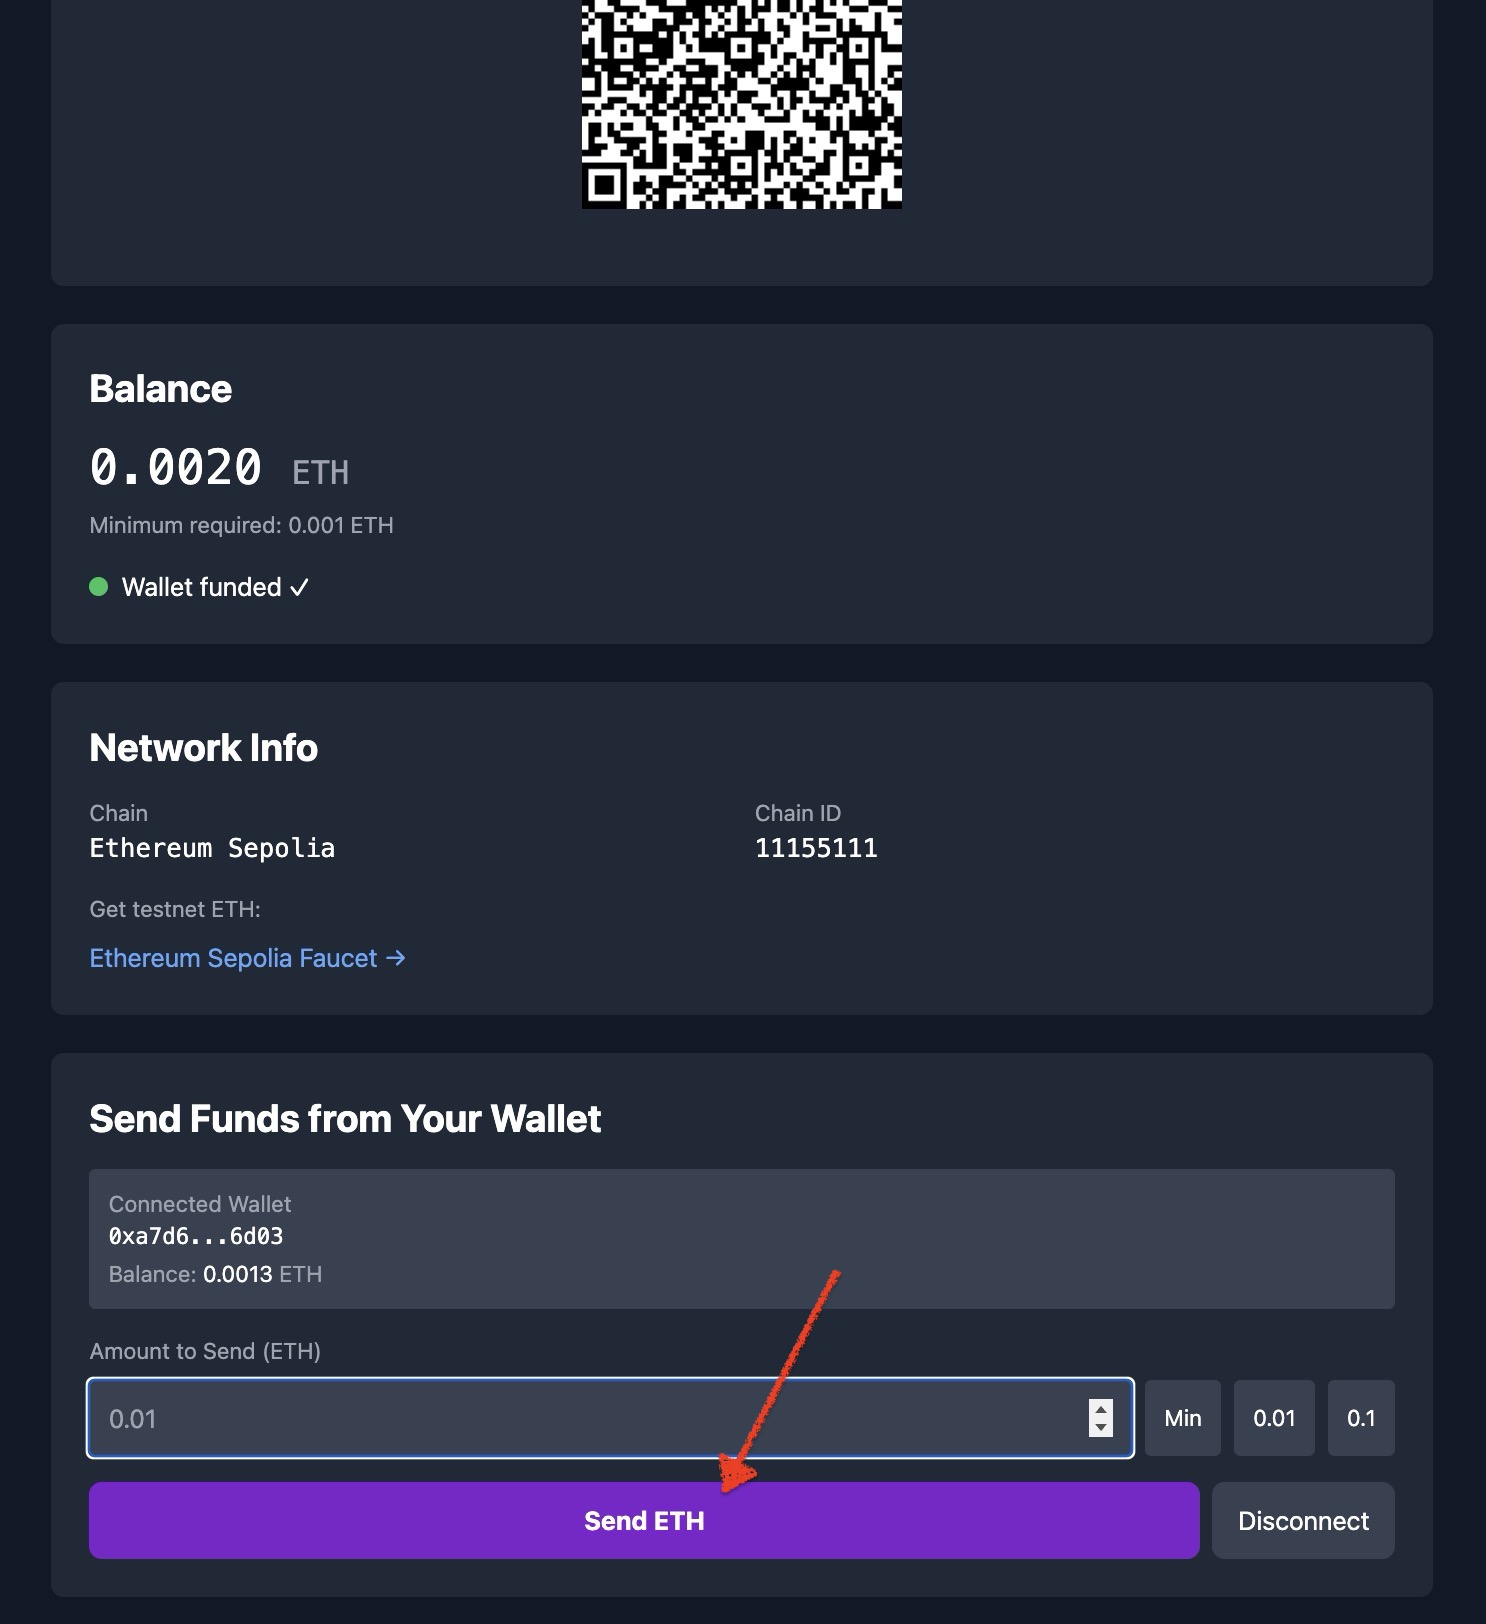 Balance
0.0020 ETH
Minimum required: 0.001 ETH
Wallet funded ✓
Network Info
Chain
Ethereum Sepolia
Chain ID
11155111
Get testnet ETH:
Ethereum Sepolia Faucet →
Send Funds from Your Wallet
Connected Wallet
0xa7d6...6d03
Balance: 0.0013 ETH
Amount to Send (ETH)
0.01 Min 0.01 0.1
Send ETH Disconnect